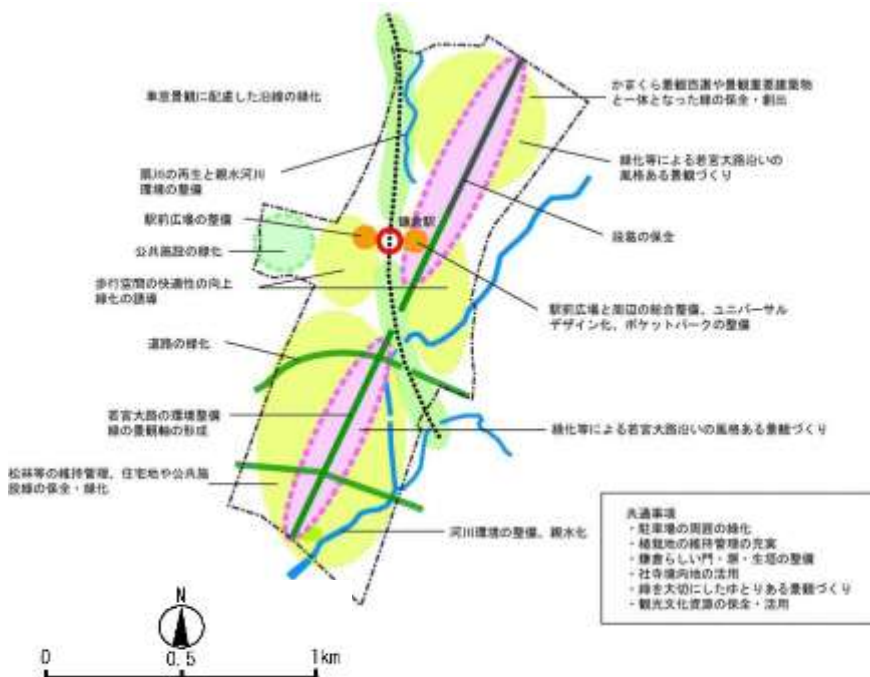 車窓景観に配慮した沿線の緑化
かまくら景観百選や景観重要建築物
と一体となった緑の保全・創出
緑化等による若宮大路沿いの
風格ある景観づくり
扇川の再生と親水河川
環境の整備
駅前広場の整備
鎌倉駅
段葛の保全
公共施設の緑化
歩行空間の快適性の向上
緑化の誘導
駅前広場と周辺の総合整備、ユニバーサル
デザイン化、ポケットパークの整備
道路の緑化
若宮大路の環境整備
緑の景観軸の形成
緑化等による若宮大路沿いの風格ある景観づくり
松林等の維持管理、住宅地や公共施
設緑の保全・緑化
河川環境の整備、親水化
共通事項
・駐車場の周囲の緑化
・植栽地の維持管理の充実
・鎌倉らしい門・塀・生垣の整備
・社寺境内地の活用
・緑を大切にしたゆとりある景観づくり
・観光文化資源の保全・活用
N
0
0.5
1km